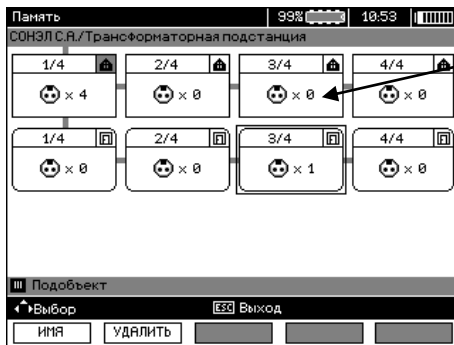 Память 99% 10:53
СОНЭЛ С.А./Трансформаторная подстанция
1/4 2/4 3/4 4/4
× 4 × 0 × 0 × 0
1/4 2/4 3/4 4/4
× 0 × 0 × 1 × 0
Подобъект
Выбор ESC Выход
ИМЯ УДАЛИТЬ